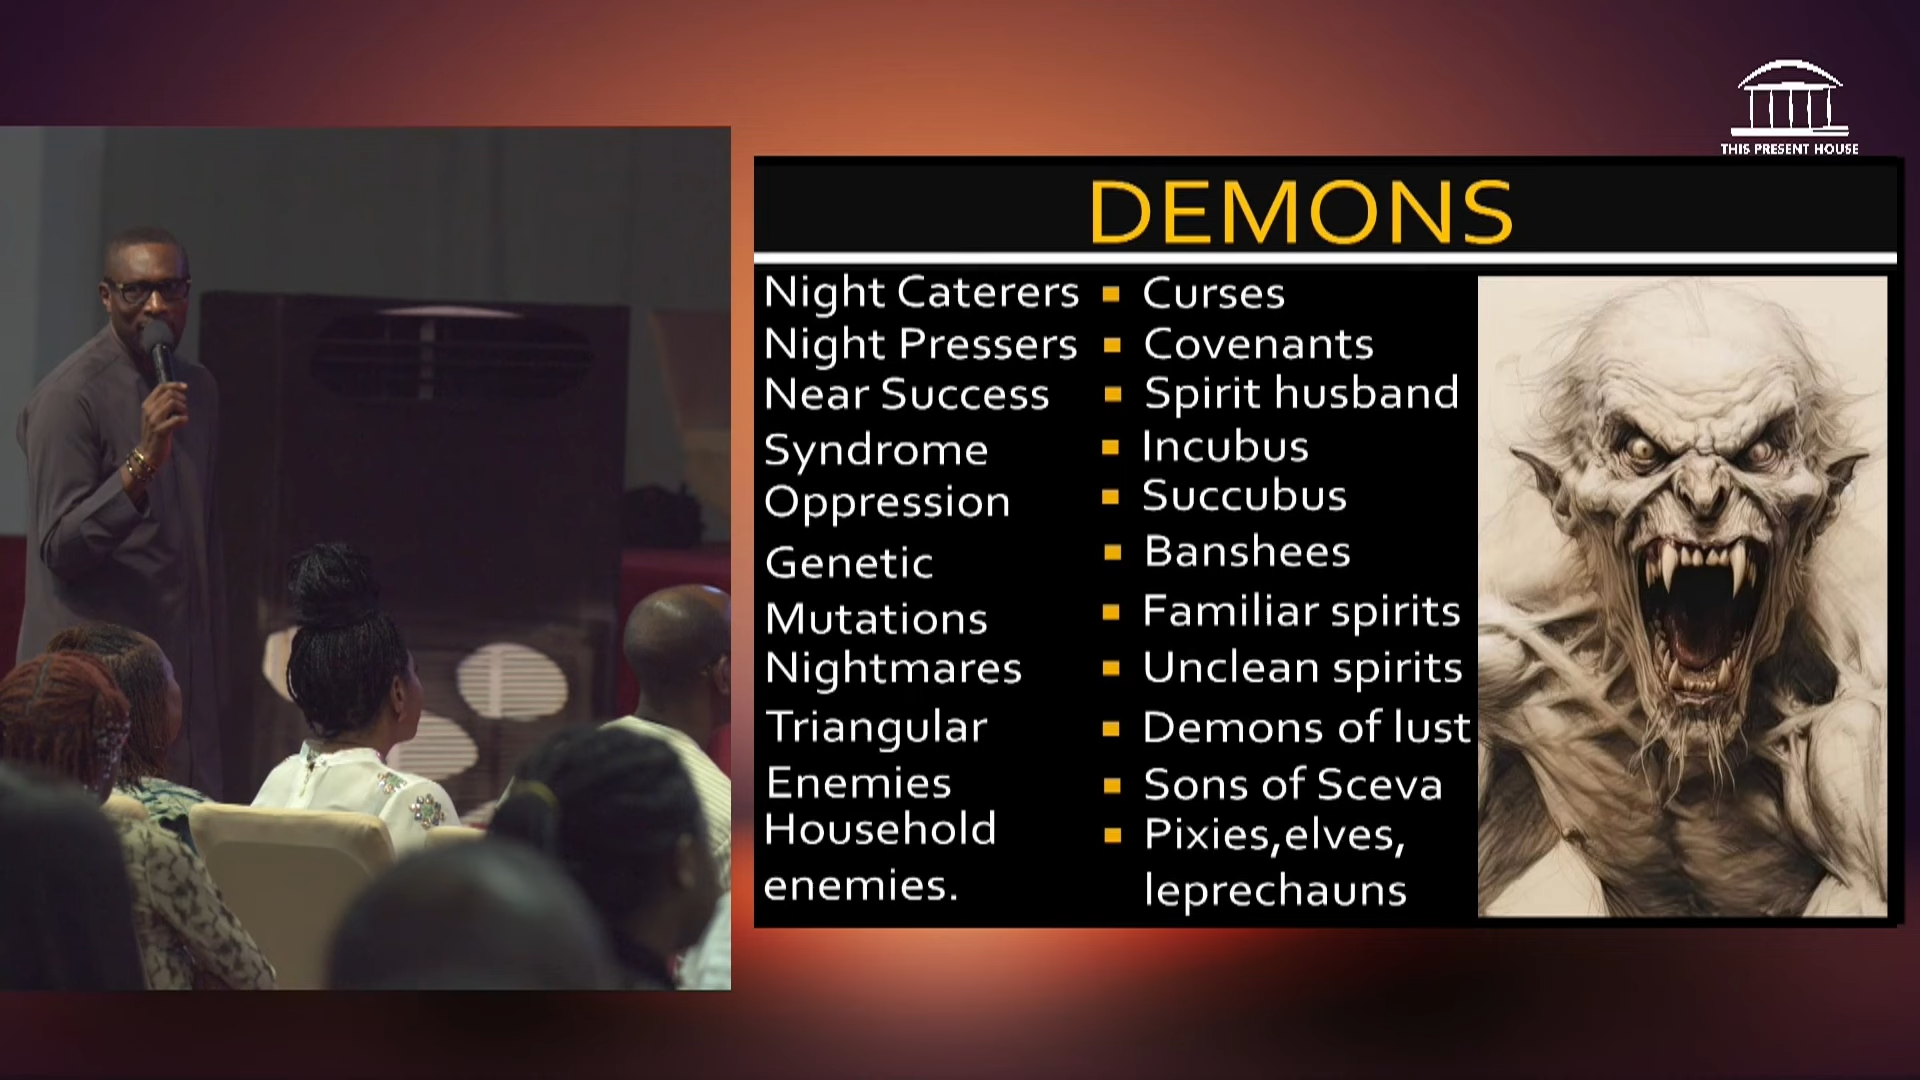 THIS PRESENT HOUSE
DEMONS
Night Caterers
Night Pressers
Near Success
Syndrome
Oppression
Genetic
Mutations
Nightmares
Triangular
Enemies
Household
enemies.
Curses
Covenants
Spirit husband
Incubus
Succubus
Banshees
Familiar spirits
Unclean spirits
Demons of lust
Sons of Sceva
Pixies,elves,
leprechauns